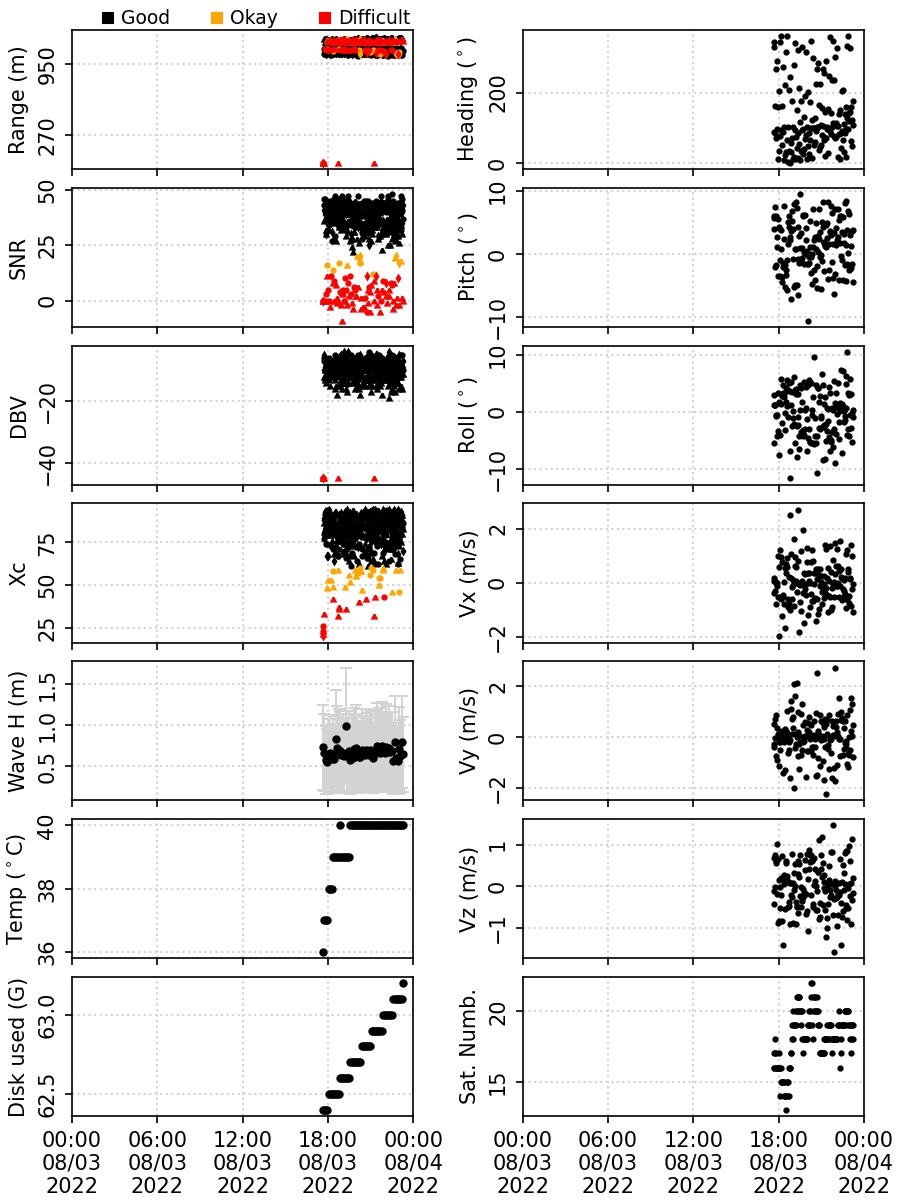 Good Okay Difficult
Range (m)
950
270
Heading (°)
200
0
SNR
50
25
0
Pitch (°)
10
0
−10
DBV
−20
−40
Roll (°)
10
0
−10
Xc
75
50
25
Vx (m/s)
2
0
−2
Wave H (m)
1.5
1.0
0.5
Vy (m/s)
2
0
−2
Temp (°C)
40
38
36
Vz (m/s)
1
0
−1
Disk used (G)
63.0
62.5
Sat. Numb.
20
15
00:00 06:00 12:00 18:00 00:00 00:00 06:00 12:00 18:00 00:00
08/03 08/03 08/03 08/03 08/04 08/03 08/03 08/03 08/03 08/04
2022 2022 2022 2022 2022 2022 2022 2022 2022 2022